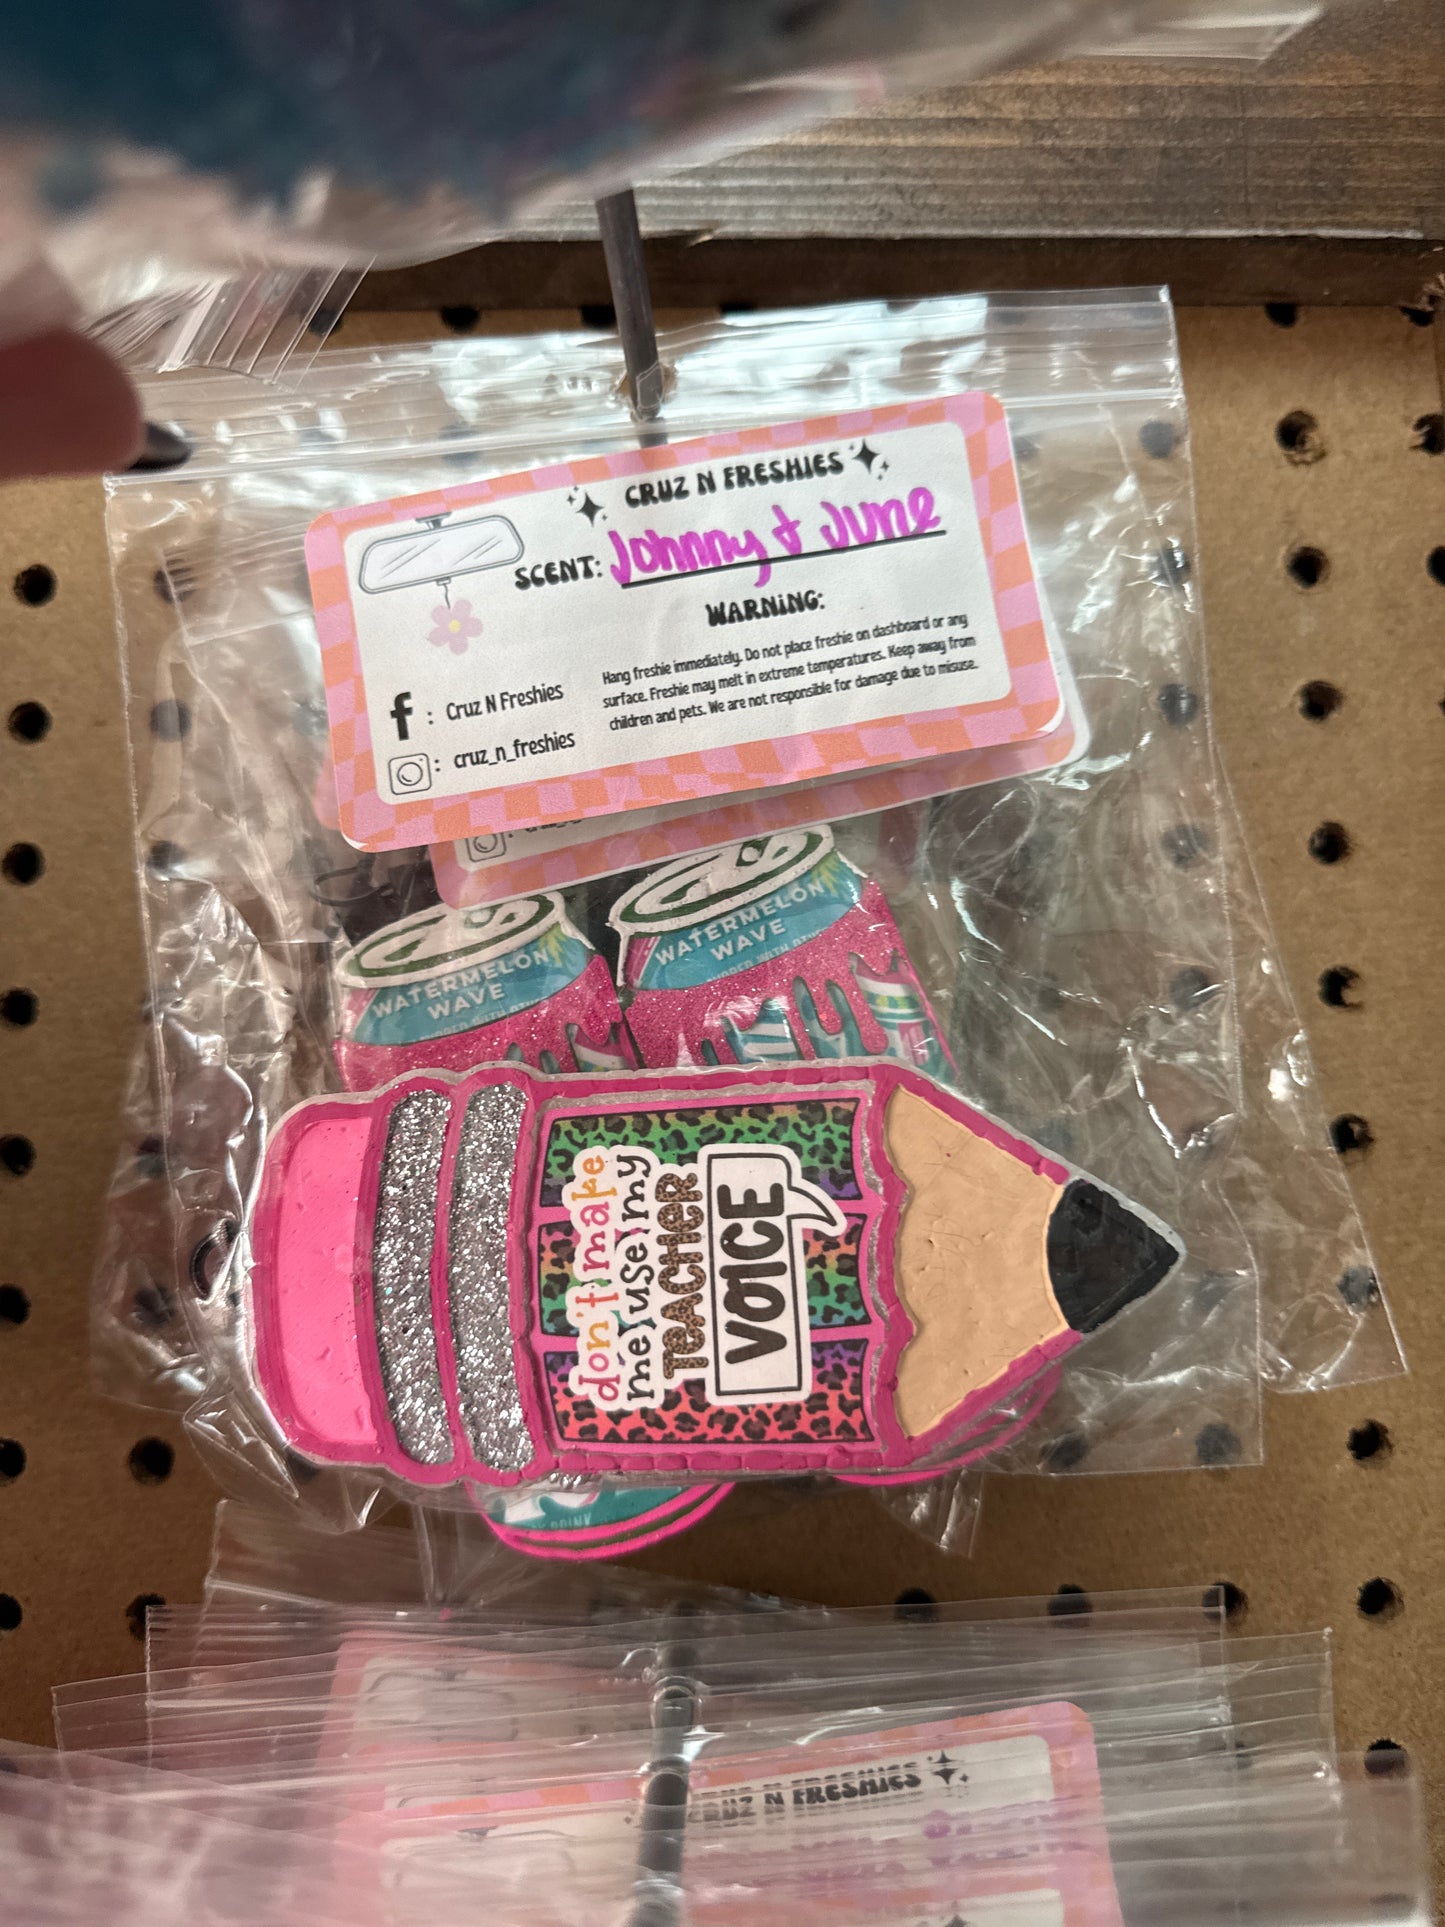 CRUZ N FRESHIES
SCENT: Johnny & June
WARNING:
Hang freshie immediately. Do not place freshie on dashboard or any
surface. Freshie may melt in extreme temperatures. Keep away from
children and pets. We are not responsible for damage due to misuse.
f : Cruz N Freshies
: cruz_n_freshies
WATERMELON
WAVE
WATERMELON
WAVE
don't make
me use my
TEACHER
VOICE
DRINK
CRUZ N FRESHIES